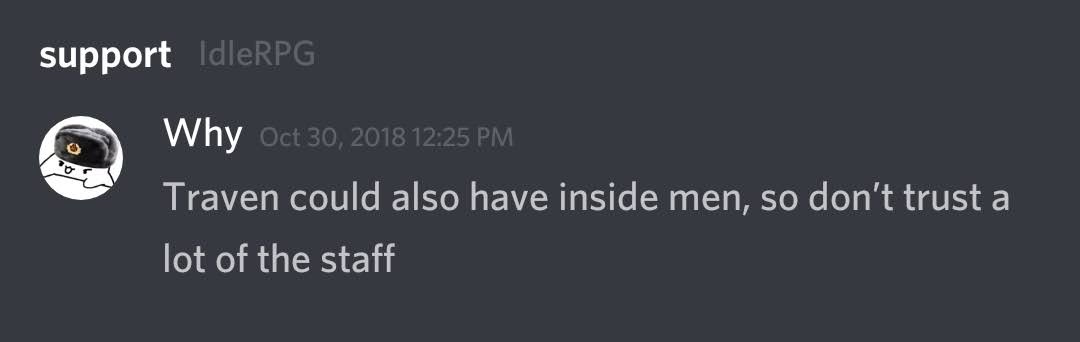 support IdleRPG
Why Oct 30, 2018 12:25 PM
Traven could also have inside men, so don’t trust a
lot of the staff